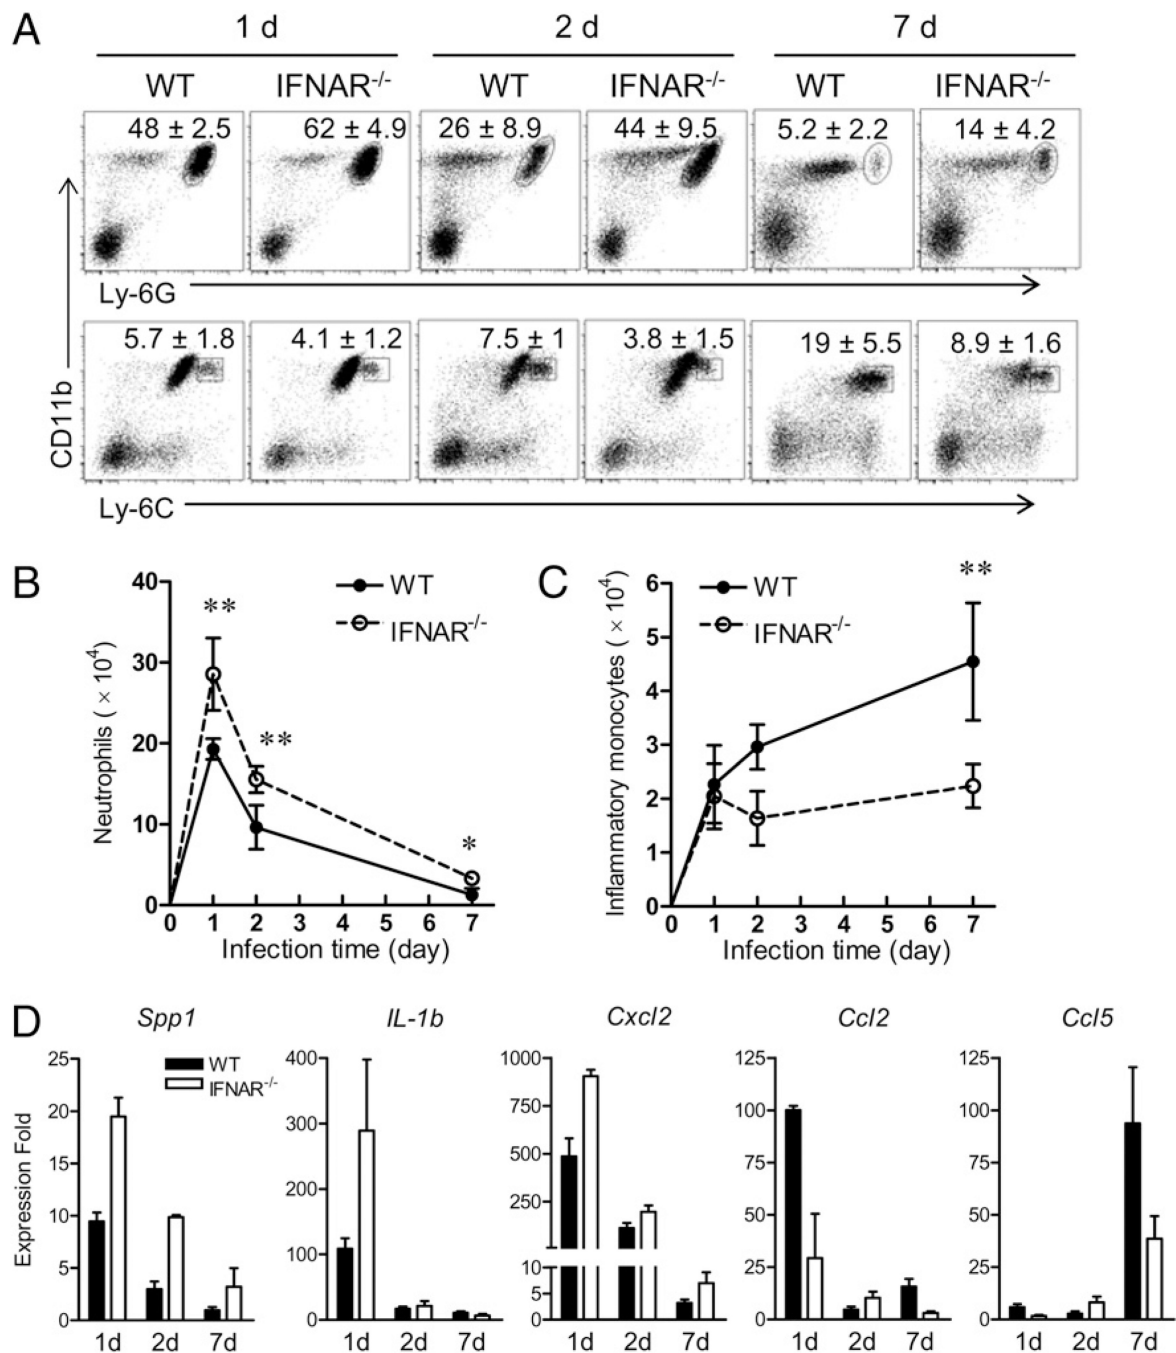 A
1 d 2 d 7 d
WT IFNAR-/- WT IFNAR-/- WT IFNAR-/-
48 ± 2.5 62 ± 4.9 26 ± 8.9 44 ± 9.5 5.2 ± 2.2 14 ± 4.2
Ly-6G
5.7 ± 1.8 4.1 ± 1.2 7.5 ± 1 3.8 ± 1.5 19 ± 5.5 8.9 ± 1.6
CD11b
Ly-6C
B
Neutrophils ( × 10⁴)
40
30
20
10
0
WT
IFNAR-/-
**
**
*
0 1 2 3 4 5 6 7
Infection time (day)
C
Inflammatory monocytes ( × 10⁴)
6
5
4
3
2
1
0
WT
IFNAR-/-
**
0 1 2 3 4 5 6 7
Infection time (day)
D
Expression Fold
Spp1
WT
IFNAR-/-
25
20
15
10
5
0
1d 2d 7d
IL-1b
400
300
200
100
0
1d 2d 7d
Cxcl2
1000
750
500
250
10
5
0
1d 2d 7d
Ccl2
125
100
75
50
25
0
1d 2d 7d
Ccl5
125
100
75
50
25
0
1d 2d 7d